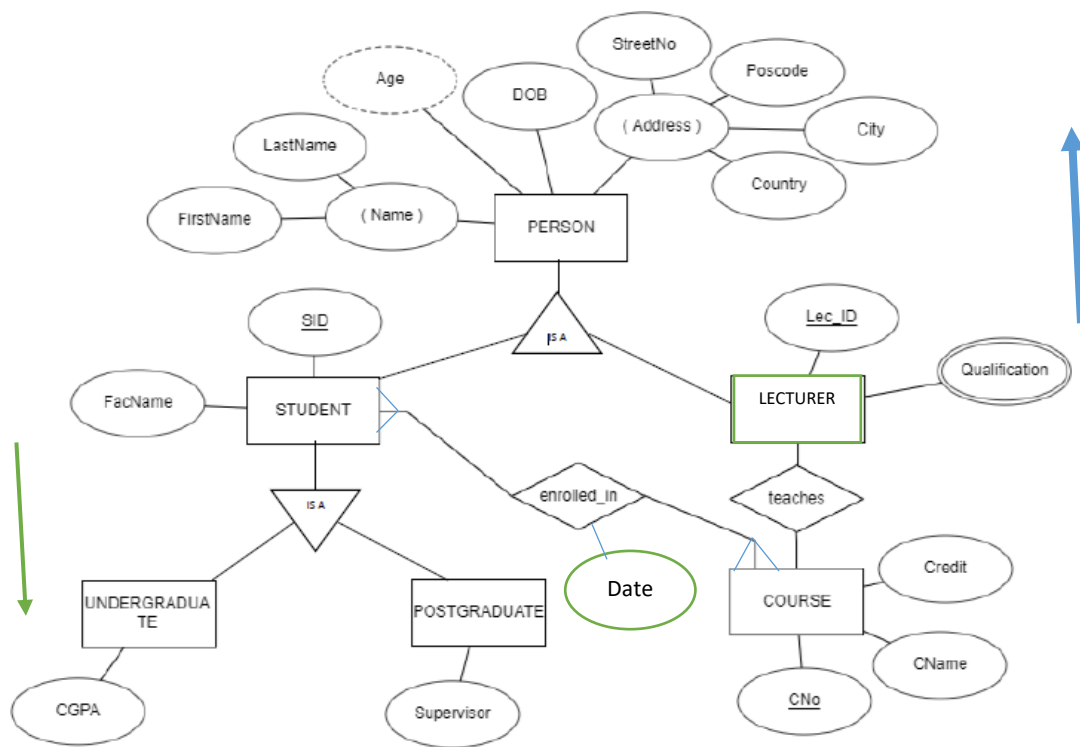 StreetNo
Age
Poscode
DOB
( Address )
City
LastName
Country
FirstName
( Name )
PERSON
SID
Lec_ID
IS A
Qualification
FacName
STUDENT
LECTURER
enrolled_in
teaches
IS A
Credit
Date
UNDERGRADUA
TE
POSTGRADUATE
COURSE
CName
CGPA
Supervisor
CNo